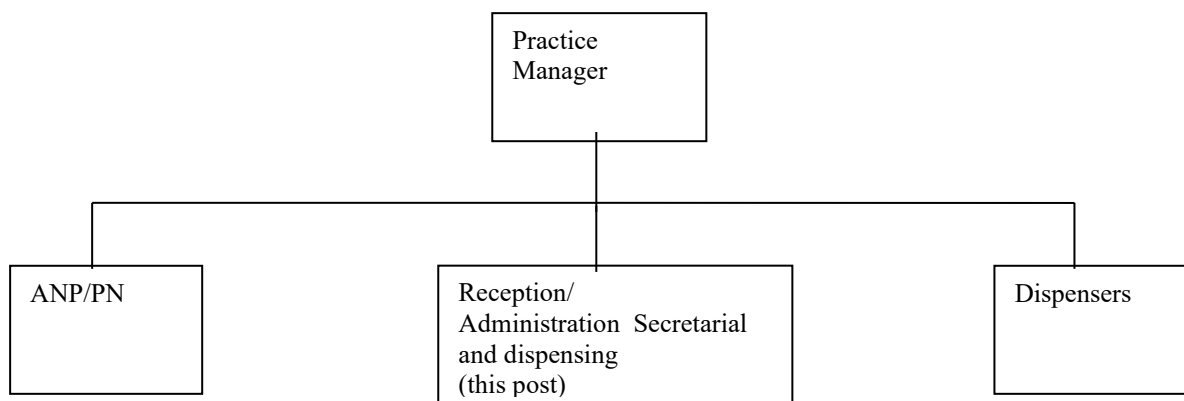 Practice
Manager
ANP/PN
Reception/
Administration Secretarial
and dispensing
(this post)
Dispensers